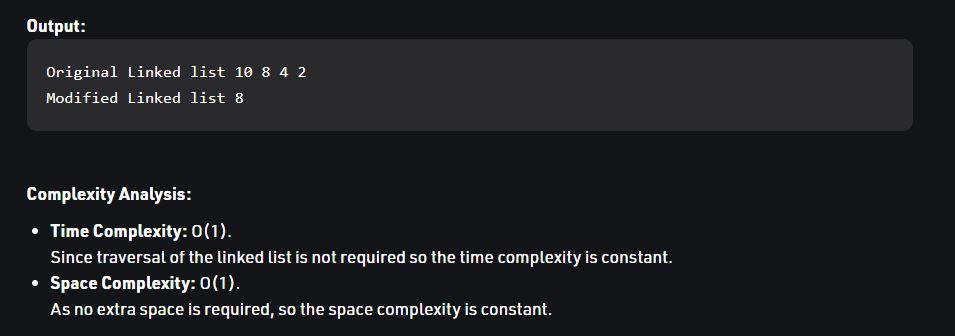 Output:
Original Linked list 10 8 4 2
Modified Linked list 8
Complexity Analysis:
• Time Complexity: O(1).
Since traversal of the linked list is not required so the time complexity is constant.
• Space Complexity: O(1).
As no extra space is required, so the space complexity is constant.